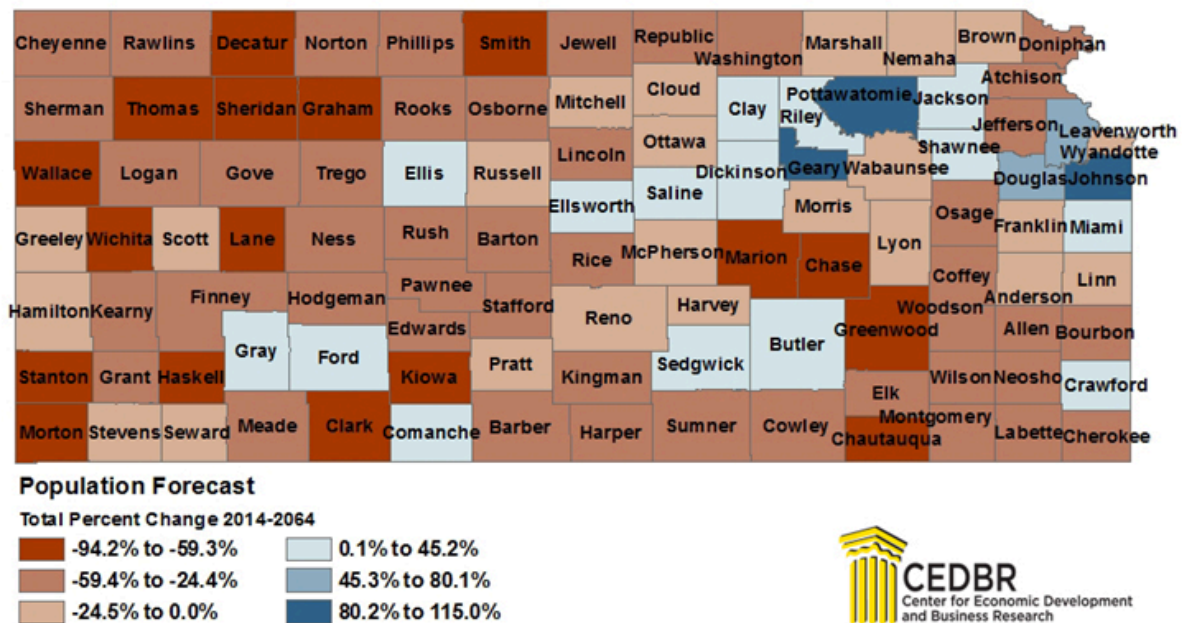 Cheyenne Rawlins Decatur Norton Phillips Smith Jewell Republic Washington Marshall Nemaha Brown Doniphan
Sherman Thomas Sheridan Graham Rooks Osborne Mitchell Cloud Clay Riley Pottawatomie Jackson Atchison
Jefferson Leavenworth
Wyandotte
Ottawa Lincoln Shawnee
Wallace Logan Gove Trego Ellis Russell Dickinson Geary Wabaunsee Douglas Johnson
Ellsworth Saline Morris
Greeley Wichita Scott Lane Ness Rush Barton Rice McPherson Marion Chase Lyon Osage Franklin Miami
Hamilton Kearny Finney Hodgeman Pawnee Stafford Coffey Anderson Linn
Edwards Reno Harvey Greenwood Woodson Allen Bourbon
Gray Ford Sedgwick Butler
Stanton Grant Haskell Kiowa Pratt Kingman Elk Wilson Neosho Crawford
Morton Stevens Seward Meade Clark Comanche Barber Harper Sumner Cowley Chautauqua Montgomery Labette Cherokee
Population Forecast
Total Percent Change 2014-2064
-94.2% to -59.3%
-59.4% to -24.4%
-24.5% to 0.0%
0.1% to 45.2%
45.3% to 80.1%
80.2% to 115.0%
CEDBR
Center for Economic Development
and Business Research